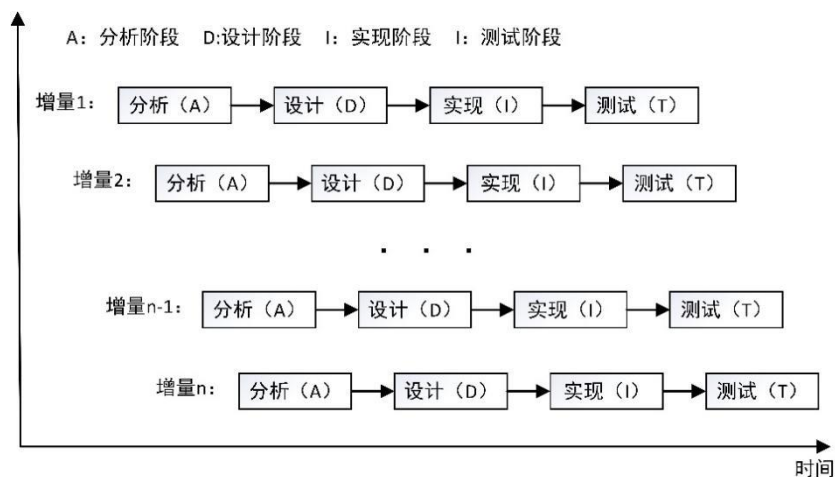 A：分析阶段 D:设计阶段 I：实现阶段 I：测试阶段
增量1： 分析（A） 设计（D） 实现（I） 测试（T）
增量2： 分析（A） 设计（D） 实现（I） 测试（T）
. . .
增量n-1： 分析（A） 设计（D） 实现（I） 测试（T）
增量n： 分析（A） 设计（D） 实现（I） 测试（T）
时间